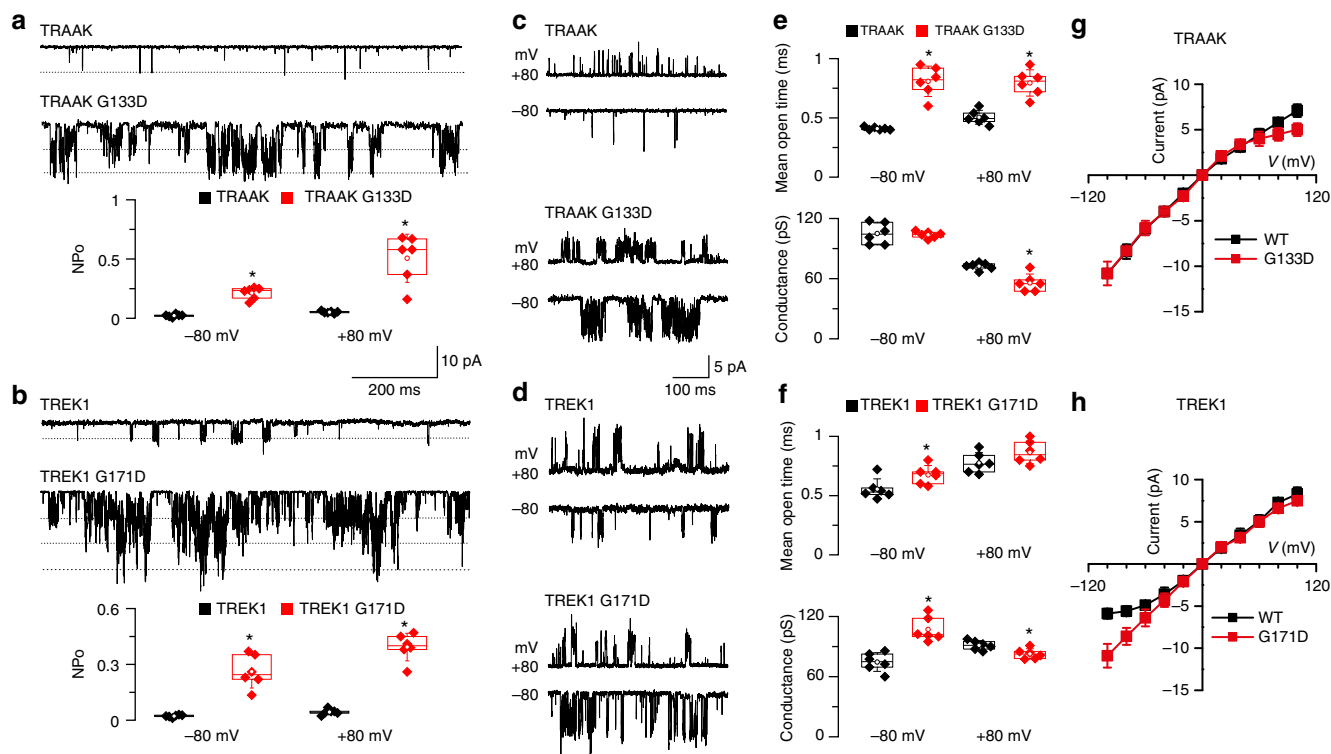 a
TRAAK
TRAAK G133D
TRAAK TRAAK G133D
1
0.5
0
NPo
−80 mV +80 mV
10 pA
200 ms
b
TREK1
TREK1 G171D
TREK1 TREK1 G171D
0.6
0.3
0
NPo
−80 mV +80 mV
c
TRAAK
mV
+80
−80
TRAAK G133D
mV
+80
−80
5 pA
100 ms
d
TREK1
mV
+80
−80
TREK1 G171D
mV
+80
−80
e
TRAAK TRAAK G133D
Mean open time (ms)
1
0.5
0
* *
−80 mV +80 mV
Conductance (pS)
120
60
0
*
−80 mV +80 mV
f
TREK1 TREK1 G171D
Mean open time (ms)
1
0.5
0
*
−80 mV +80 mV
Conductance (pS)
120
60
0
* *
−80 mV +80 mV
g
TRAAK
Current (pA)
10
5
V (mV)
−120 120
−5
−10
−15
WT
G133D
h
TREK1
Current (pA)
10
5
V (mV)
−120 120
−5
−10
−15
WT
G171D